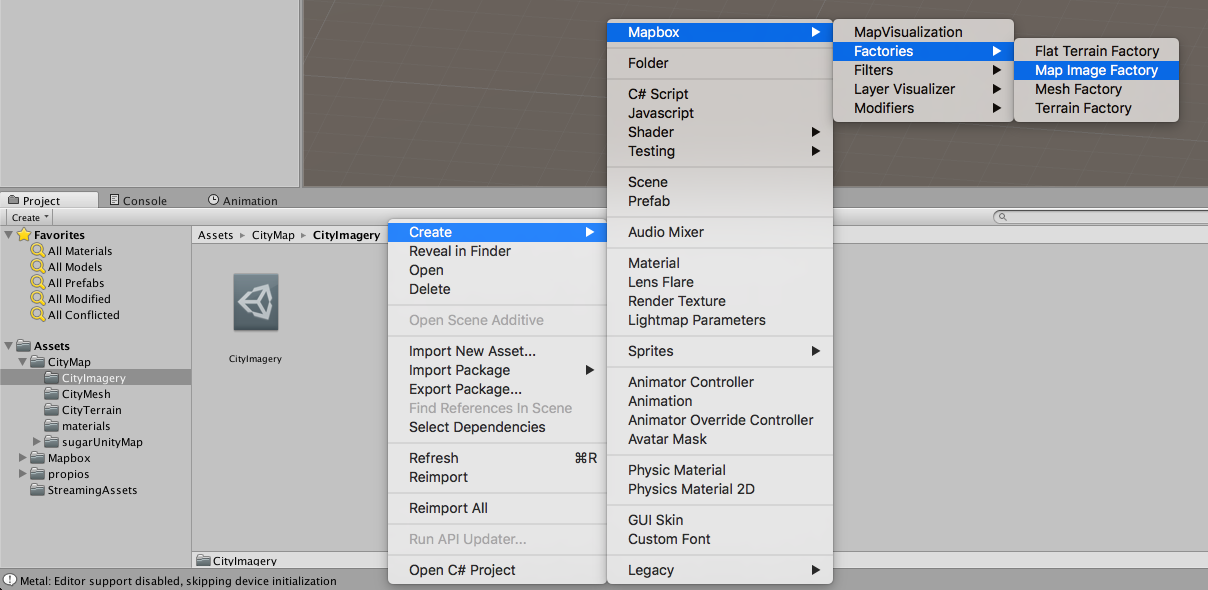 Project
Console
Animation
Create
Favorites
All Materials
All Models
All Prefabs
All Modified
All Conflicted
Assets
CityMap
CityImagery
CityMesh
CityTerrain
materials
sugarUnityMap
Mapbox
propios
StreamingAssets
Assets ▸ CityMap ▸ CityImagery
CityImagery
CityImagery
Metal: Editor support disabled, skipping device initialization
Create
Reveal in Finder
Open
Delete
Open Scene Additive
Import New Asset...
Import Package
Export Package...
Find References In Scene
Select Dependencies
Refresh ⌘R
Reimport
Reimport All
Run API Updater...
Open C# Project
Mapbox
Folder
C# Script
Javascript
Shader
Testing
Scene
Prefab
Audio Mixer
Material
Lens Flare
Render Texture
Lightmap Parameters
Sprites
Animator Controller
Animation
Animator Override Controller
Avatar Mask
Physic Material
Physics Material 2D
GUI Skin
Custom Font
Legacy
MapVisualization
Factories
Filters
Layer Visualizer
Modifiers
Flat Terrain Factory
Map Image Factory
Mesh Factory
Terrain Factory